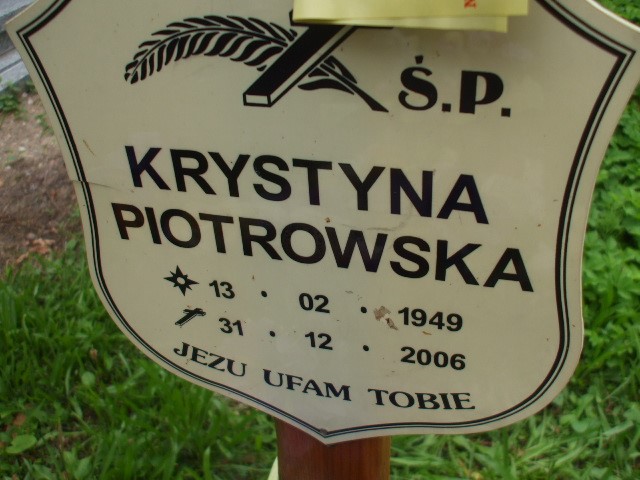 Ś.P.
KRYSTYNA
PIOTROWSKA
13 . 02 . 1949
31 . 12 . 2006
JEZU UFAM TOBIE